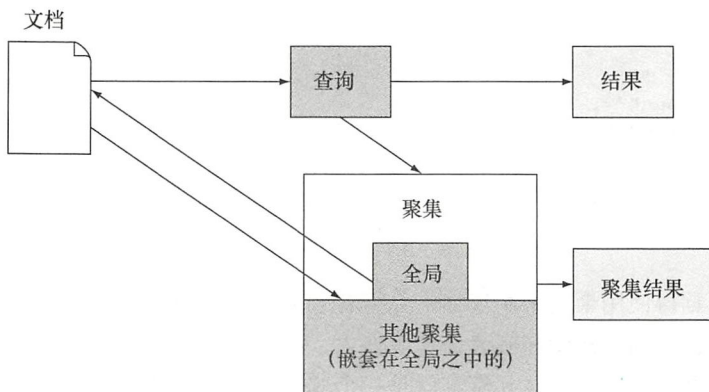 文档
查询
结果
聚集
全局
聚集结果
其他聚集
（嵌套在全局之中的）